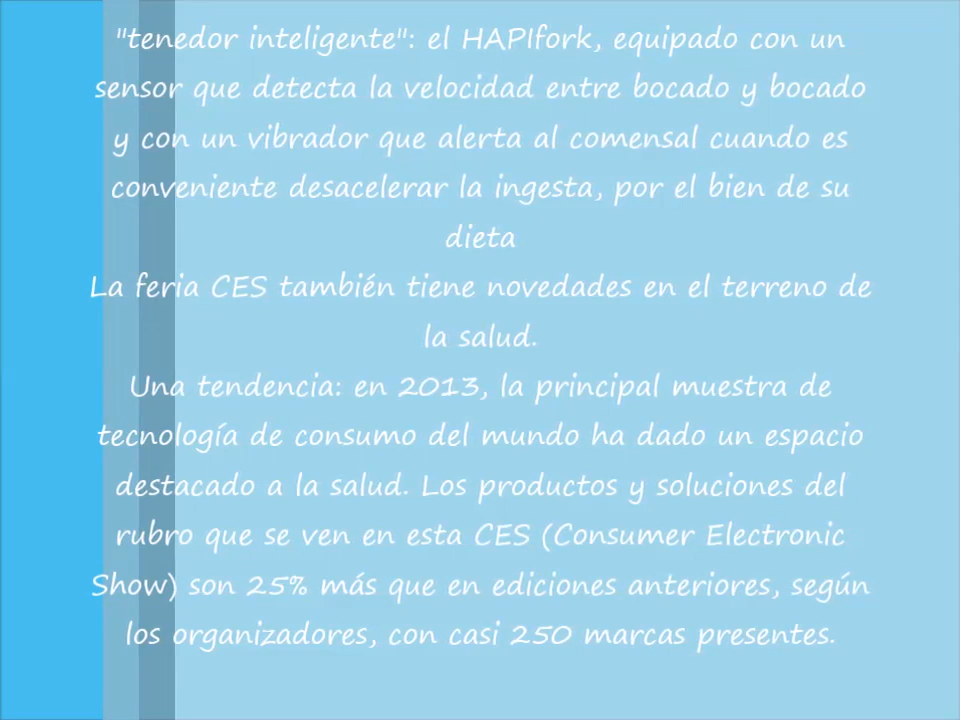 "tenedor inteligente": el HAPIfork, equipado con un
sensor que detecta la velocidad entre bocado y bocado
y con un vibrador que alerta al comensal cuando es
conveniente desacelerar la ingesta, por el bien de su
dieta
La feria CES también tiene novedades en el terreno de
la salud.
Una tendencia: en 2013, la principal muestra de
tecnología de consumo del mundo ha dado un espacio
destacado a la salud. Los productos y soluciones del
rubro que se ven en esta CES (Consumer Electronic
Show) son 25% más que en ediciones anteriores, según
los organizadores, con casi 250 marcas presentes.